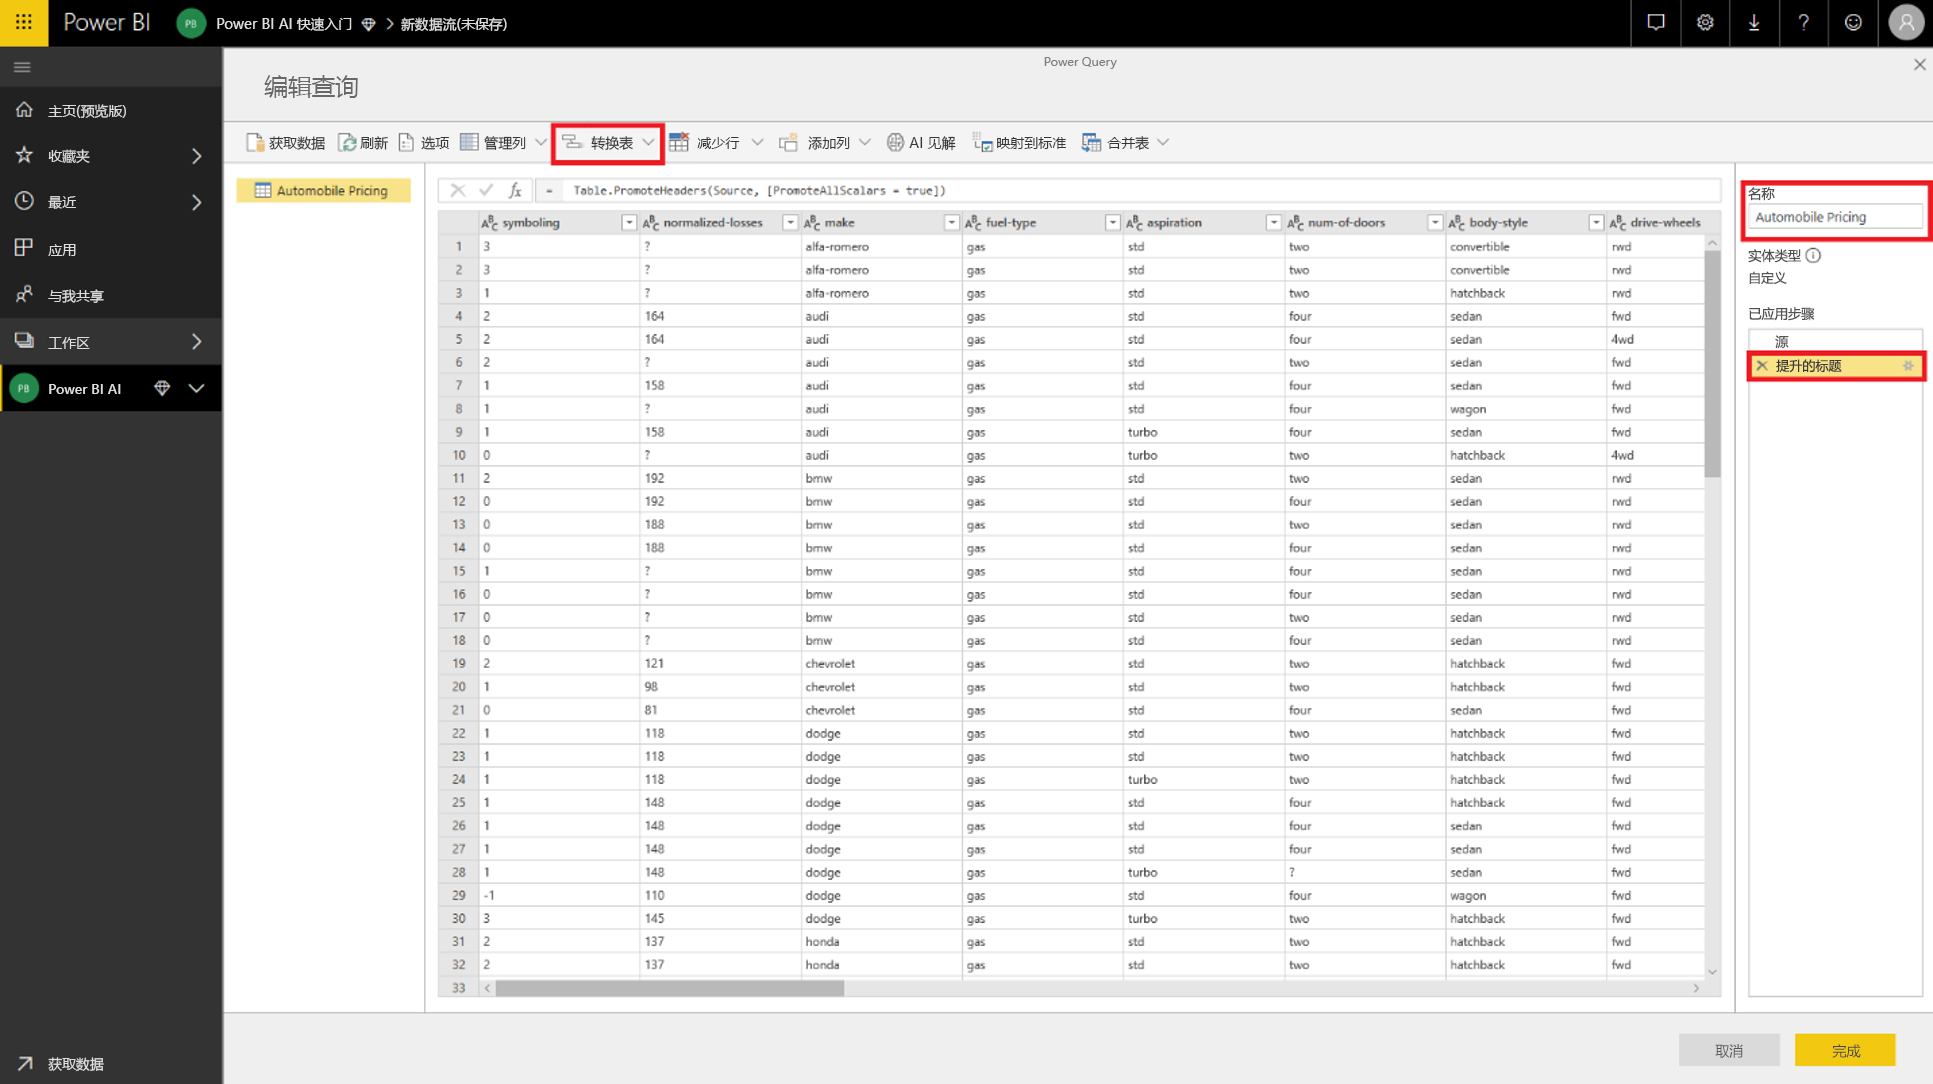 Power BI PB Power BI AI 快速入门 > 新数据流(未保存) ?
Power Query
编辑查询
主页(预览版)
收藏夹
最近
应用
与我共享
工作区
PB Power BI AI
获取数据
获取数据 刷新 选项 管理列 转换表 减少行 添加列 AI 见解 映射到标准 合并表
Automobile Pricing
fx = Table.PromoteHeaders(Source, [PromoteAllScalars = true])
ABC symboling ABC normalized-losses ABC make ABC fuel-type ABC aspiration ABC num-of-doors ABC body-style ABC drive-wheels
1 3 ? alfa-romero gas std two convertible rwd
2 3 ? alfa-romero gas std two convertible rwd
3 1 ? alfa-romero gas std two hatchback rwd
4 2 164 audi gas std four sedan fwd
5 2 164 audi gas std four sedan 4wd
6 2 ? audi gas std two sedan fwd
7 1 158 audi gas std four sedan fwd
8 1 ? audi gas std four wagon fwd
9 1 158 audi gas turbo four sedan fwd
10 0 ? audi gas turbo two hatchback 4wd
11 2 192 bmw gas std two sedan rwd
12 0 192 bmw gas std four sedan rwd
13 0 188 bmw gas std two sedan rwd
14 0 188 bmw gas std four sedan rwd
15 1 ? bmw gas std four sedan rwd
16 0 ? bmw gas std four sedan rwd
17 0 ? bmw gas std two sedan rwd
18 0 ? bmw gas std four sedan rwd
19 2 121 chevrolet gas std two hatchback fwd
20 1 98 chevrolet gas std two hatchback fwd
21 0 81 chevrolet gas std four sedan fwd
22 1 118 dodge gas std two hatchback fwd
23 1 118 dodge gas std two hatchback fwd
24 1 118 dodge gas turbo two hatchback fwd
25 1 148 dodge gas std four hatchback fwd
26 1 148 dodge gas std four sedan fwd
27 1 148 dodge gas std four sedan fwd
28 1 148 dodge gas turbo ? sedan fwd
29 -1 110 dodge gas std four wagon fwd
30 3 145 dodge gas turbo two hatchback fwd
31 2 137 honda gas std two hatchback fwd
32 2 137 honda gas std two hatchback fwd
33
名称
Automobile Pricing
实体类型
自定义
已应用步骤
源
提升的标题
取消 完成